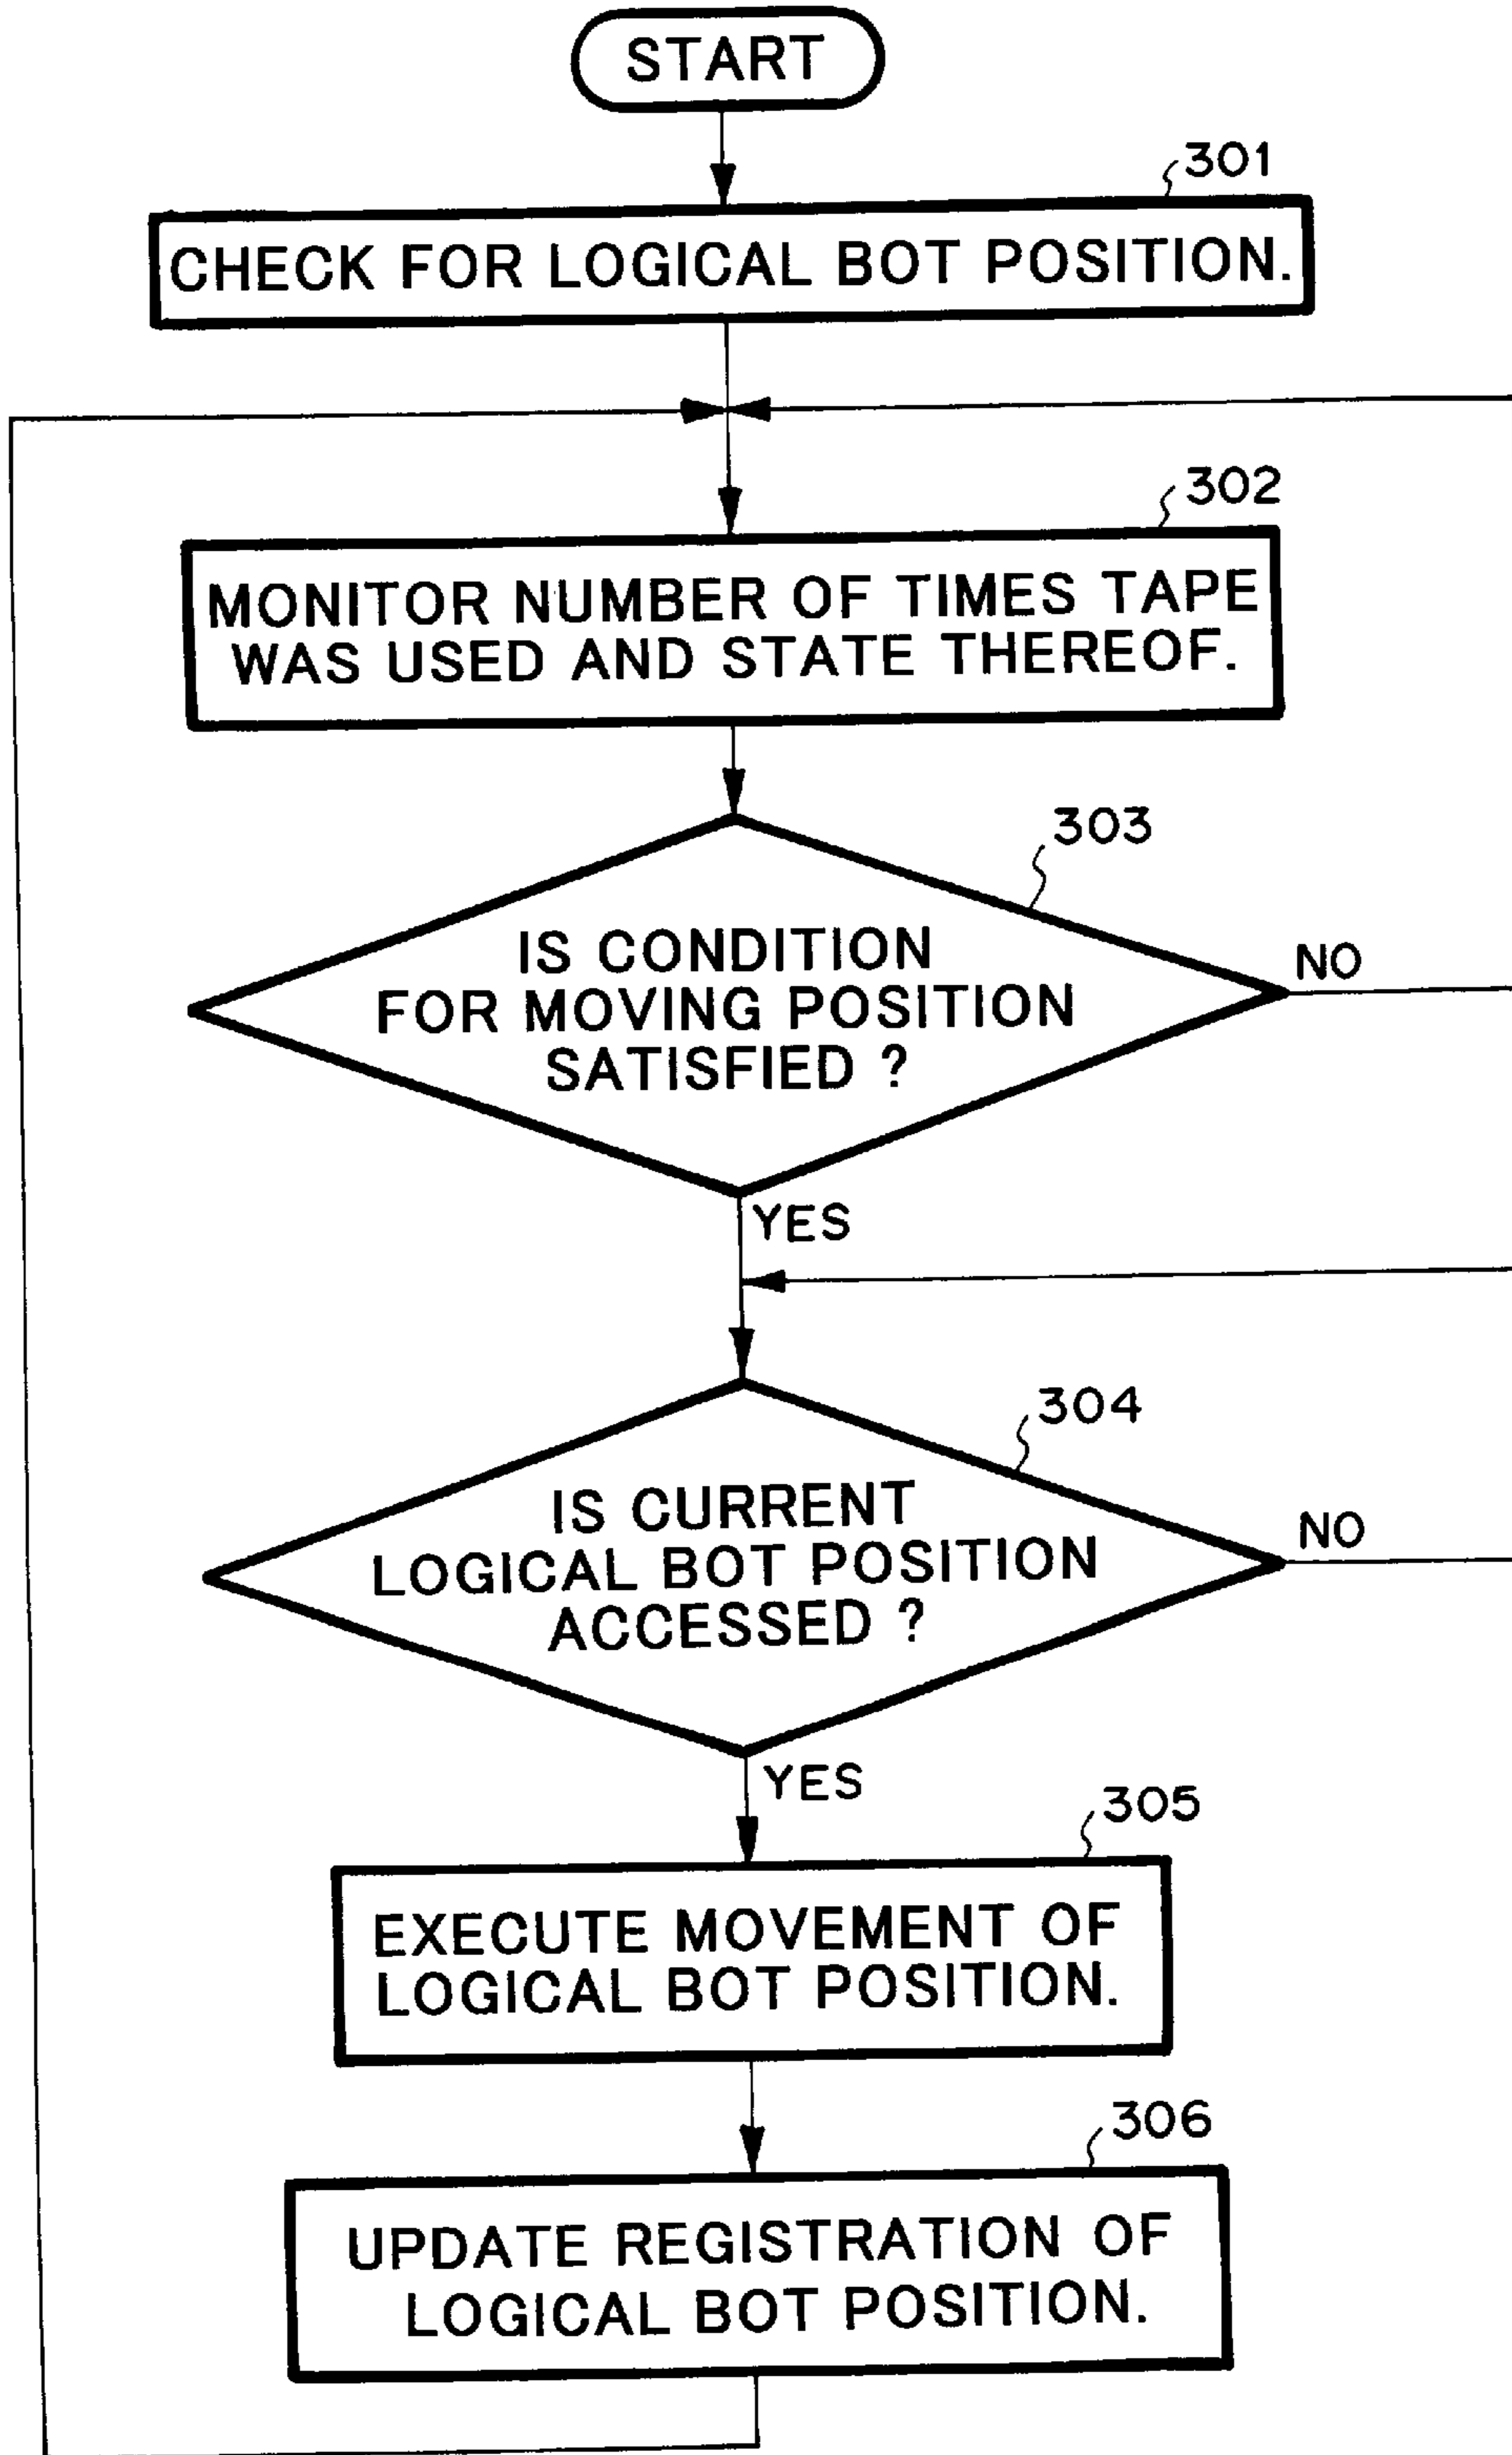 START
301
CHECK FOR LOGICAL BOT POSITION.
302
MONITOR NUMBER OF TIMES TAPE
WAS USED AND STATE THEREOF.
303
IS CONDITION
FOR MOVING POSITION
SATISFIED ?
NO
YES
304
IS CURRENT
LOGICAL BOT POSITION
ACCESSED ?
NO
YES
305
EXECUTE MOVEMENT OF
LOGICAL BOT POSITION.
306
UPDATE REGISTRATION OF
LOGICAL BOT POSITION.